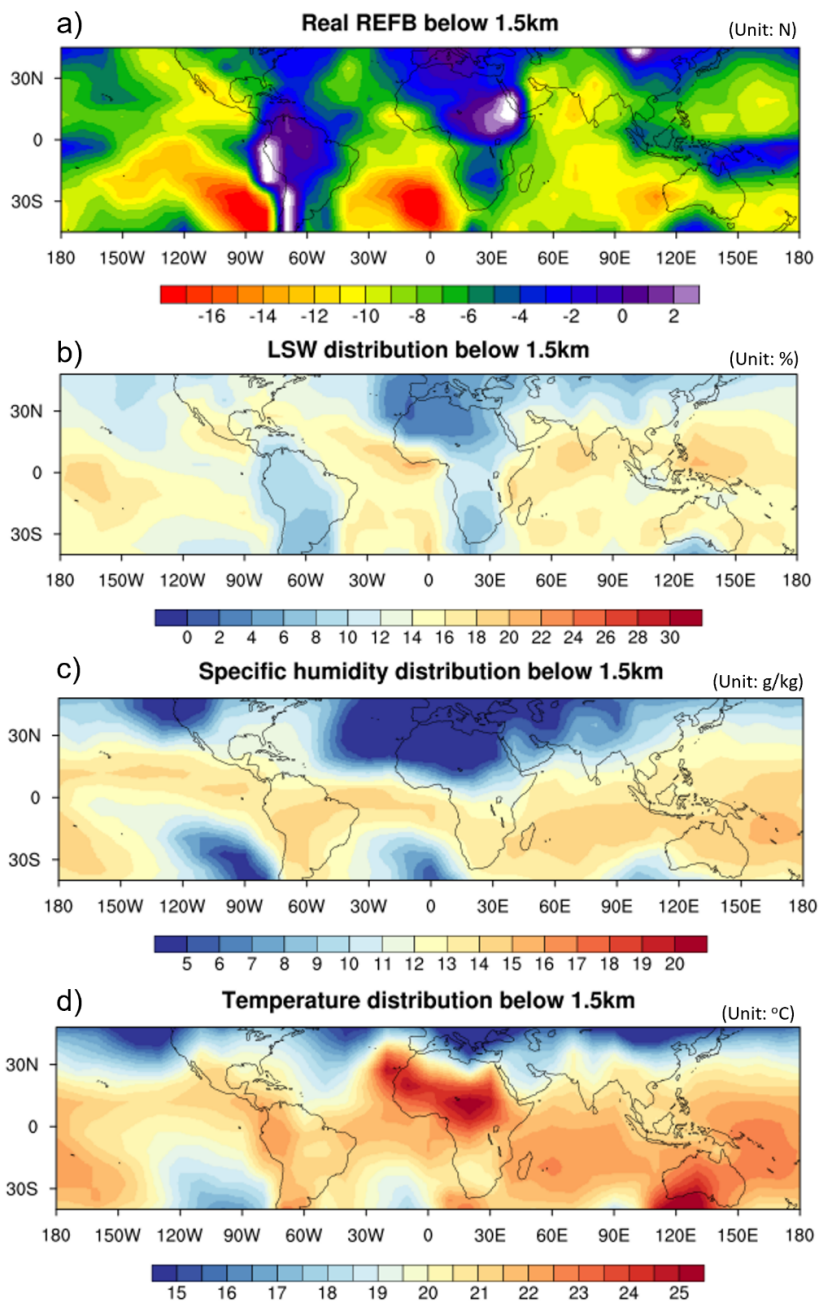 a)
Real REFB below 1.5km
(Unit: N)
30N
0
30S
180 150W 120W 90W 60W 30W 0 30E 60E 90E 120E 150E 180
-16 -14 -12 -10 -8 -6 -4 -2 0 2
b)
LSW distribution below 1.5km
(Unit: %)
30N
0
30S
180 150W 120W 90W 60W 30W 0 30E 60E 90E 120E 150E 180
0 2 4 6 8 10 12 14 16 18 20 22 24 26 28 30
c)
Specific humidity distribution below 1.5km
(Unit: g/kg)
30N
0
30S
180 150W 120W 90W 60W 30W 0 30E 60E 90E 120E 150E 180
5 6 7 8 9 10 11 12 13 14 15 16 17 18 19 20
d)
Temperature distribution below 1.5km
(Unit: °C)
30N
0
30S
180 150W 120W 90W 60W 30W 0 30E 60E 90E 120E 150E 180
15 16 17 18 19 20 21 22 23 24 25